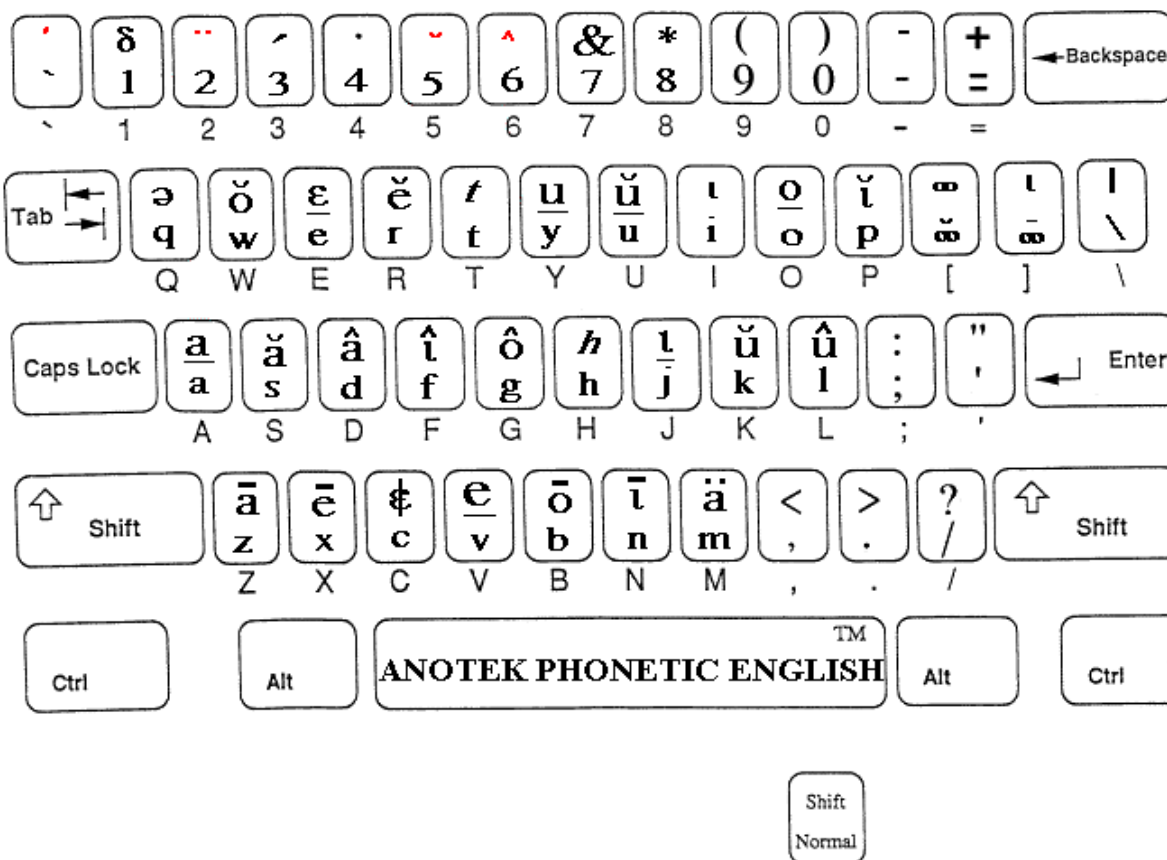 ' δ ¨ ˊ · ˘ ^ & * ( ) - + Backspace
` 1 2 3 4 5 6 7 8 9 0 - =
` 1 2 3 4 5 6 7 8 9 0 - =
Tab ə ŏ ε ĕ t u ŭ ι o ĭ ꝏ ι |
q w e r t y u i o p ꝏ̆ ꝏ̄ \
Q W E R T Y U I O P [ ] \
Caps Lock a ă â î ô h ι ŭ û : " Enter
a s d f g h j k l ; '
A S D F G H J K L ; '
Shift ā ē ¢ e ō ī ä < > ? Shift
z x c v b n m , . /
Z X C V B N M , . /
TM
Ctrl Alt ANOTEK PHONETIC ENGLISH Alt Ctrl
Shift
Normal